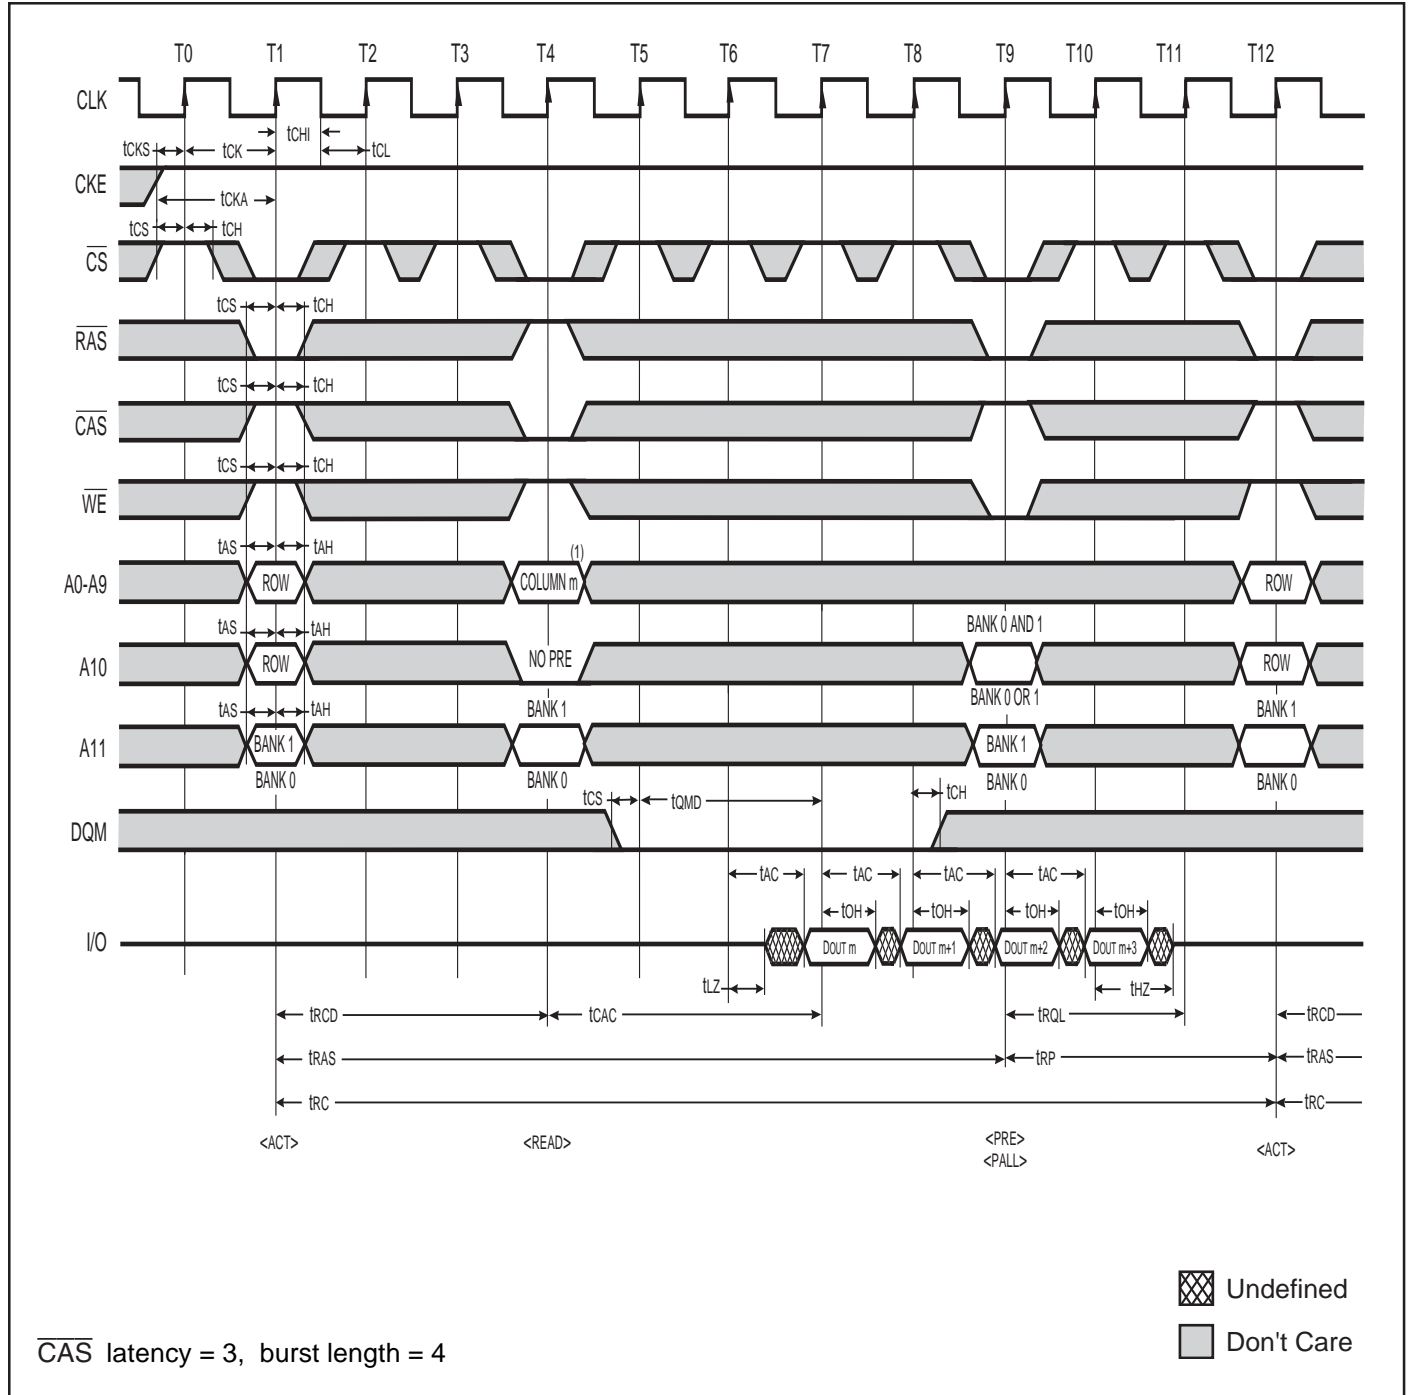 T0 T1 T2 T3 T4 T5 T6 T7 T8 T9 T10 T11 T12
CLK
tCHI
tCKS tCK tCL
CKE
tCKA
tCS tCH
CS
tCS tCH
RAS
tCS tCH
CAS
tCS tCH
WE
tAS tAH (1)
A0-A9 ROW COLUMN m ROW
tAS tAH BANK 0 AND 1
A10 ROW NO PRE ROW
BANK 0 OR 1
tAS tAH BANK 1 BANK 1
A11 BANK 1 BANK 1
BANK 0 BANK 0 BANK 0 BANK 0
tCS tQMD tCH
DQM
tAC tAC tAC tAC
tOH tOH tOH tOH
I/O DOUT m DOUT m+1 DOUT m+2 DOUT m+3
tLZ tHZ
tRCD tCAC tRQL tRCD
tRAS tRP tRAS
tRC tRC
<ACT> <READ> <PRE> <ACT>
<PALL>
Undefined
Don't Care
CAS latency = 3, burst length = 4